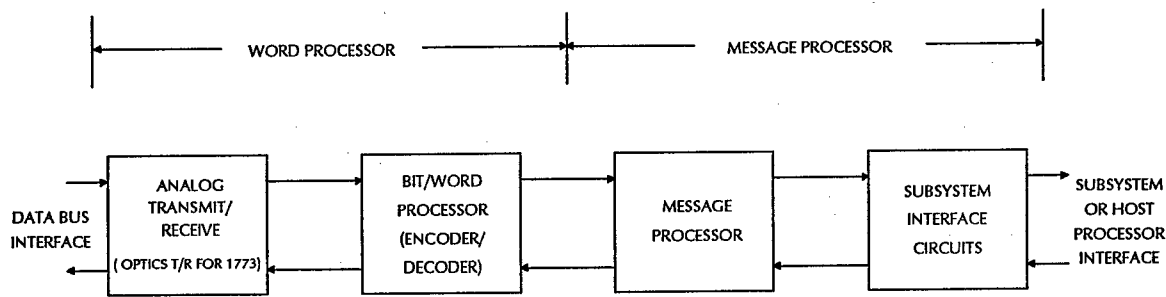 WORD PROCESSOR
MESSAGE PROCESSOR
DATA BUS
INTERFACE
ANALOG
TRANSMIT/
RECEIVE
( OPTICS T/R FOR 1773)
BIT/WORD
PROCESSOR
(ENCODER/
DECODER)
MESSAGE
PROCESSOR
SUBSYSTEM
INTERFACE
CIRCUITS
SUBSYSTEM
OR HOST
PROCESSOR
INTERFACE